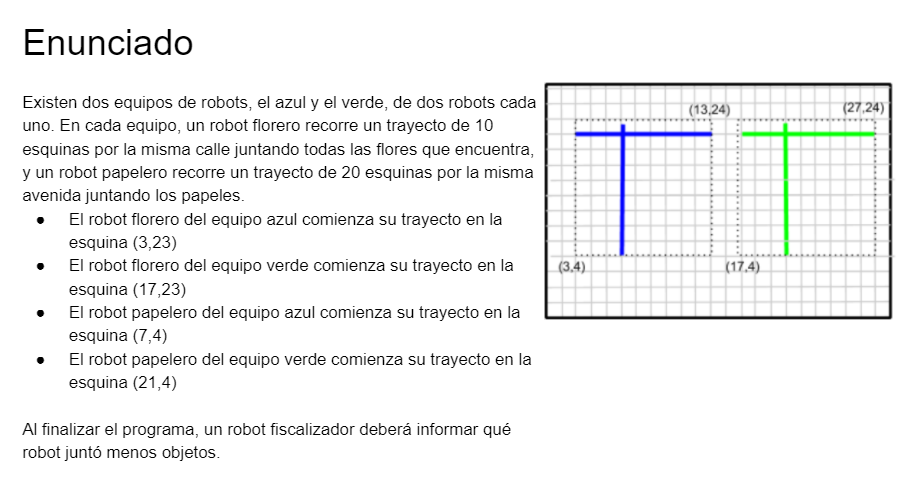 Enunciado
Existen dos equipos de robots, el azul y el verde, de dos robots cada
uno. En cada equipo, un robot florero recorre un trayecto de 10
esquinas por la misma calle juntando todas las flores que encuentra,
y un robot papelero recorre un trayecto de 20 esquinas por la misma
avenida juntando los papeles.
● El robot florero del equipo azul comienza su trayecto en la
esquina (3,23)
● El robot florero del equipo verde comienza su trayecto en la
esquina (17,23)
● El robot papelero del equipo azul comienza su trayecto en la
esquina (7,4)
● El robot papelero del equipo verde comienza su trayecto en la
esquina (21,4)
Al finalizar el programa, un robot fiscalizador deberá informar qué
robot juntó menos objetos.
(13,24)
(27,24)
(3,4)
(17,4)